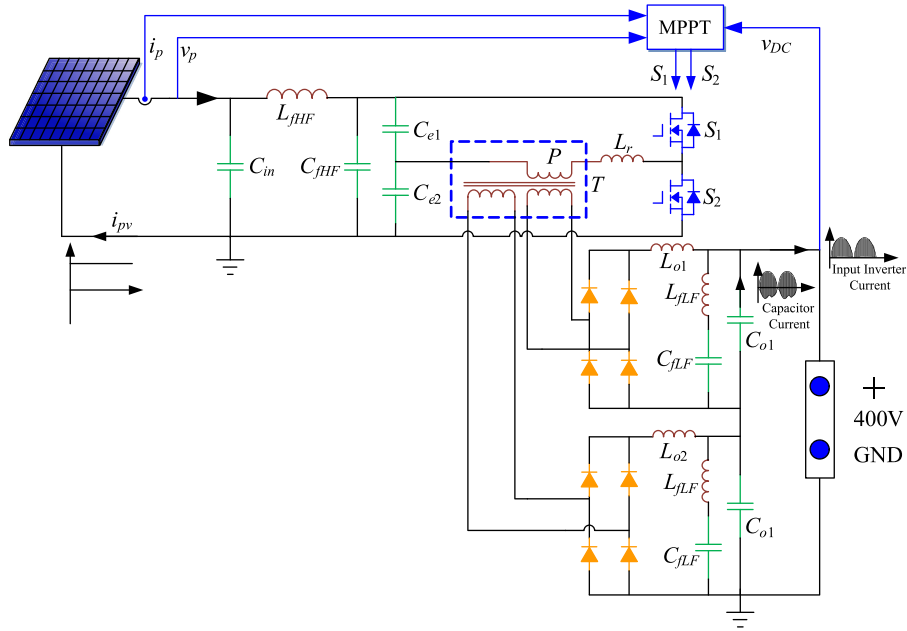 MPPT
i_p
v_p
v_DC
S_1
S_2
L_fHF
C_e1
S_1
C_in
C_fHF
P
L_r
T
C_e2
S_2
i_pv
L_o1
Input Inverter
Current
L_fLF
Capacitor
Current
C_o1
C_fLF
+
400V
GND
L_o2
L_fLF
C_o1
C_fLF